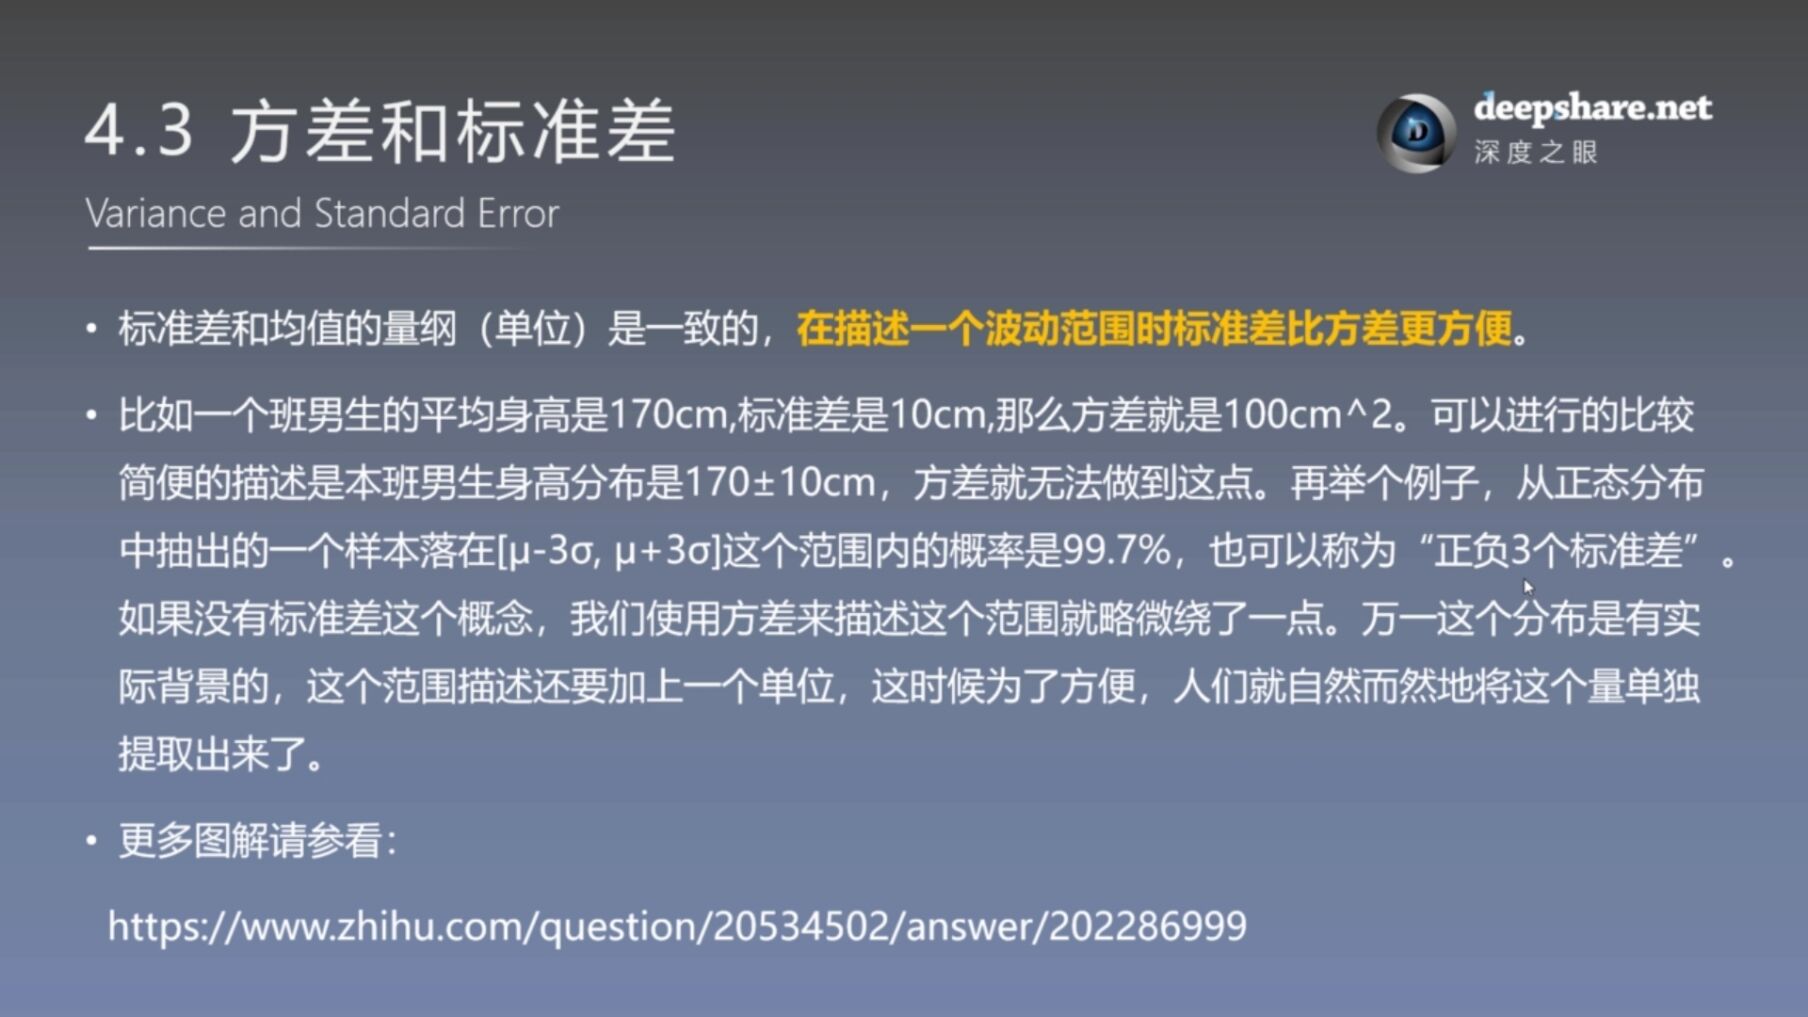 4.3 方差和标准差
Variance and Standard Error
deepshare.net
深度之眼
• 标准差和均值的量纲（单位）是一致的，在描述一个波动范围时标准差比方差更方便。
• 比如一个班男生的平均身高是170cm,标准差是10cm,那么方差就是100cm^2。可以进行的比较
简便的描述是本班男生身高分布是170±10cm，方差就无法做到这点。再举个例子，从正态分布
中抽出的一个样本落在[μ-3σ, μ+3σ]这个范围内的概率是99.7%，也可以称为“正负3个标准差”。
如果没有标准差这个概念，我们使用方差来描述这个范围就略微绕了一点。万一这个分布是有实
际背景的，这个范围描述还要加上一个单位，这时候为了方便，人们就自然而然地将这个量单独
提取出来了。
• 更多图解请参看：
https://www.zhihu.com/question/20534502/answer/202286999